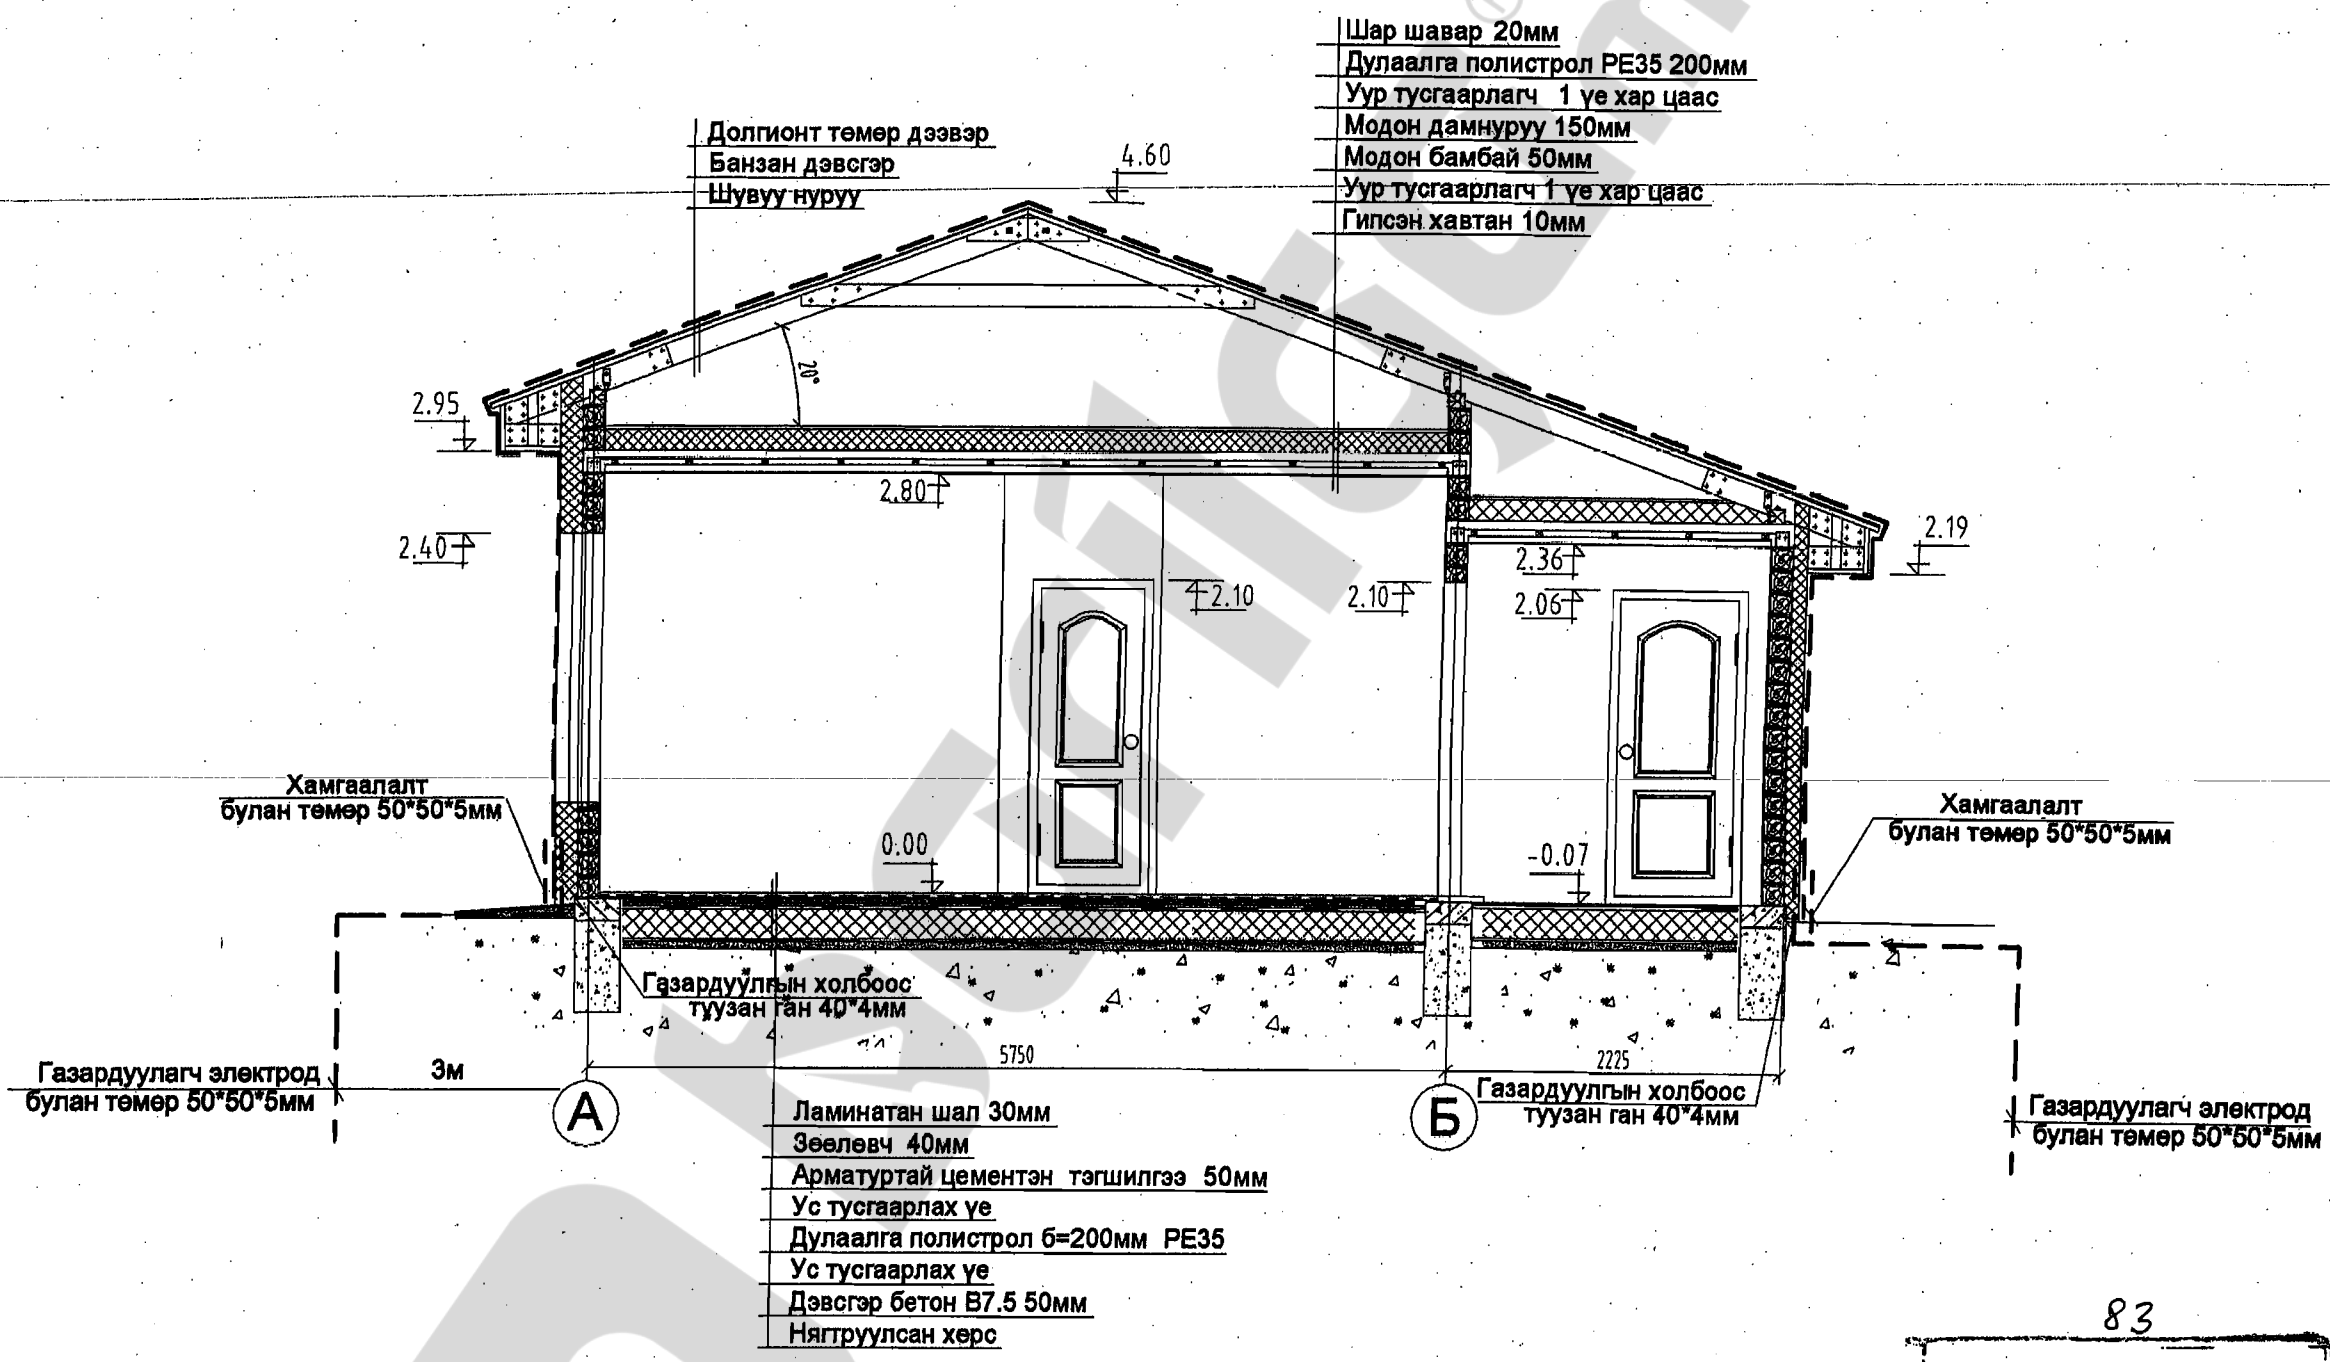 Шар шавар 20мм
Дулаалга полистрол PE35 200мм
Уур тусгаарлагч 1 үе хар цаас
Модон дамнуруу 150мм
Модон бамбай 50мм
Уур тусгаарлагч 1 үе хар цаас
Гипсэн хавтан 10мм
Долгионт төмөр дээвэр
Банзан дэвсгэр
Шувуу нуруу
4.60
20°
2.95
2.80
2.40
2.19
2.36
2.10
2.10
2.06
Хамгаалалт
булан төмөр 50*50*5мм
0.00
-0.07
Хамгаалалт
булан төмөр 50*50*5мм
Газардуулгын холбоос
туузан ган 40*4мм
5750
2225
3м
Газардуулагч электрод
булан төмөр 50*50*5мм
А
Б
Газардуулгын холбоос
туузан ган 40*4мм
Газардуулагч электрод
булан төмөр 50*50*5мм
Ламинатан шал 30мм
Зөөлөвч 40мм
Арматуртай цементэн тэгшилгээ 50мм
Ус тусгаарлах үе
Дулаалга полистрол б=200мм PE35
Ус тусгаарлах үе
Дэвсгэр бетон В7.5 50мм
Нягтруулсан хөрс
83